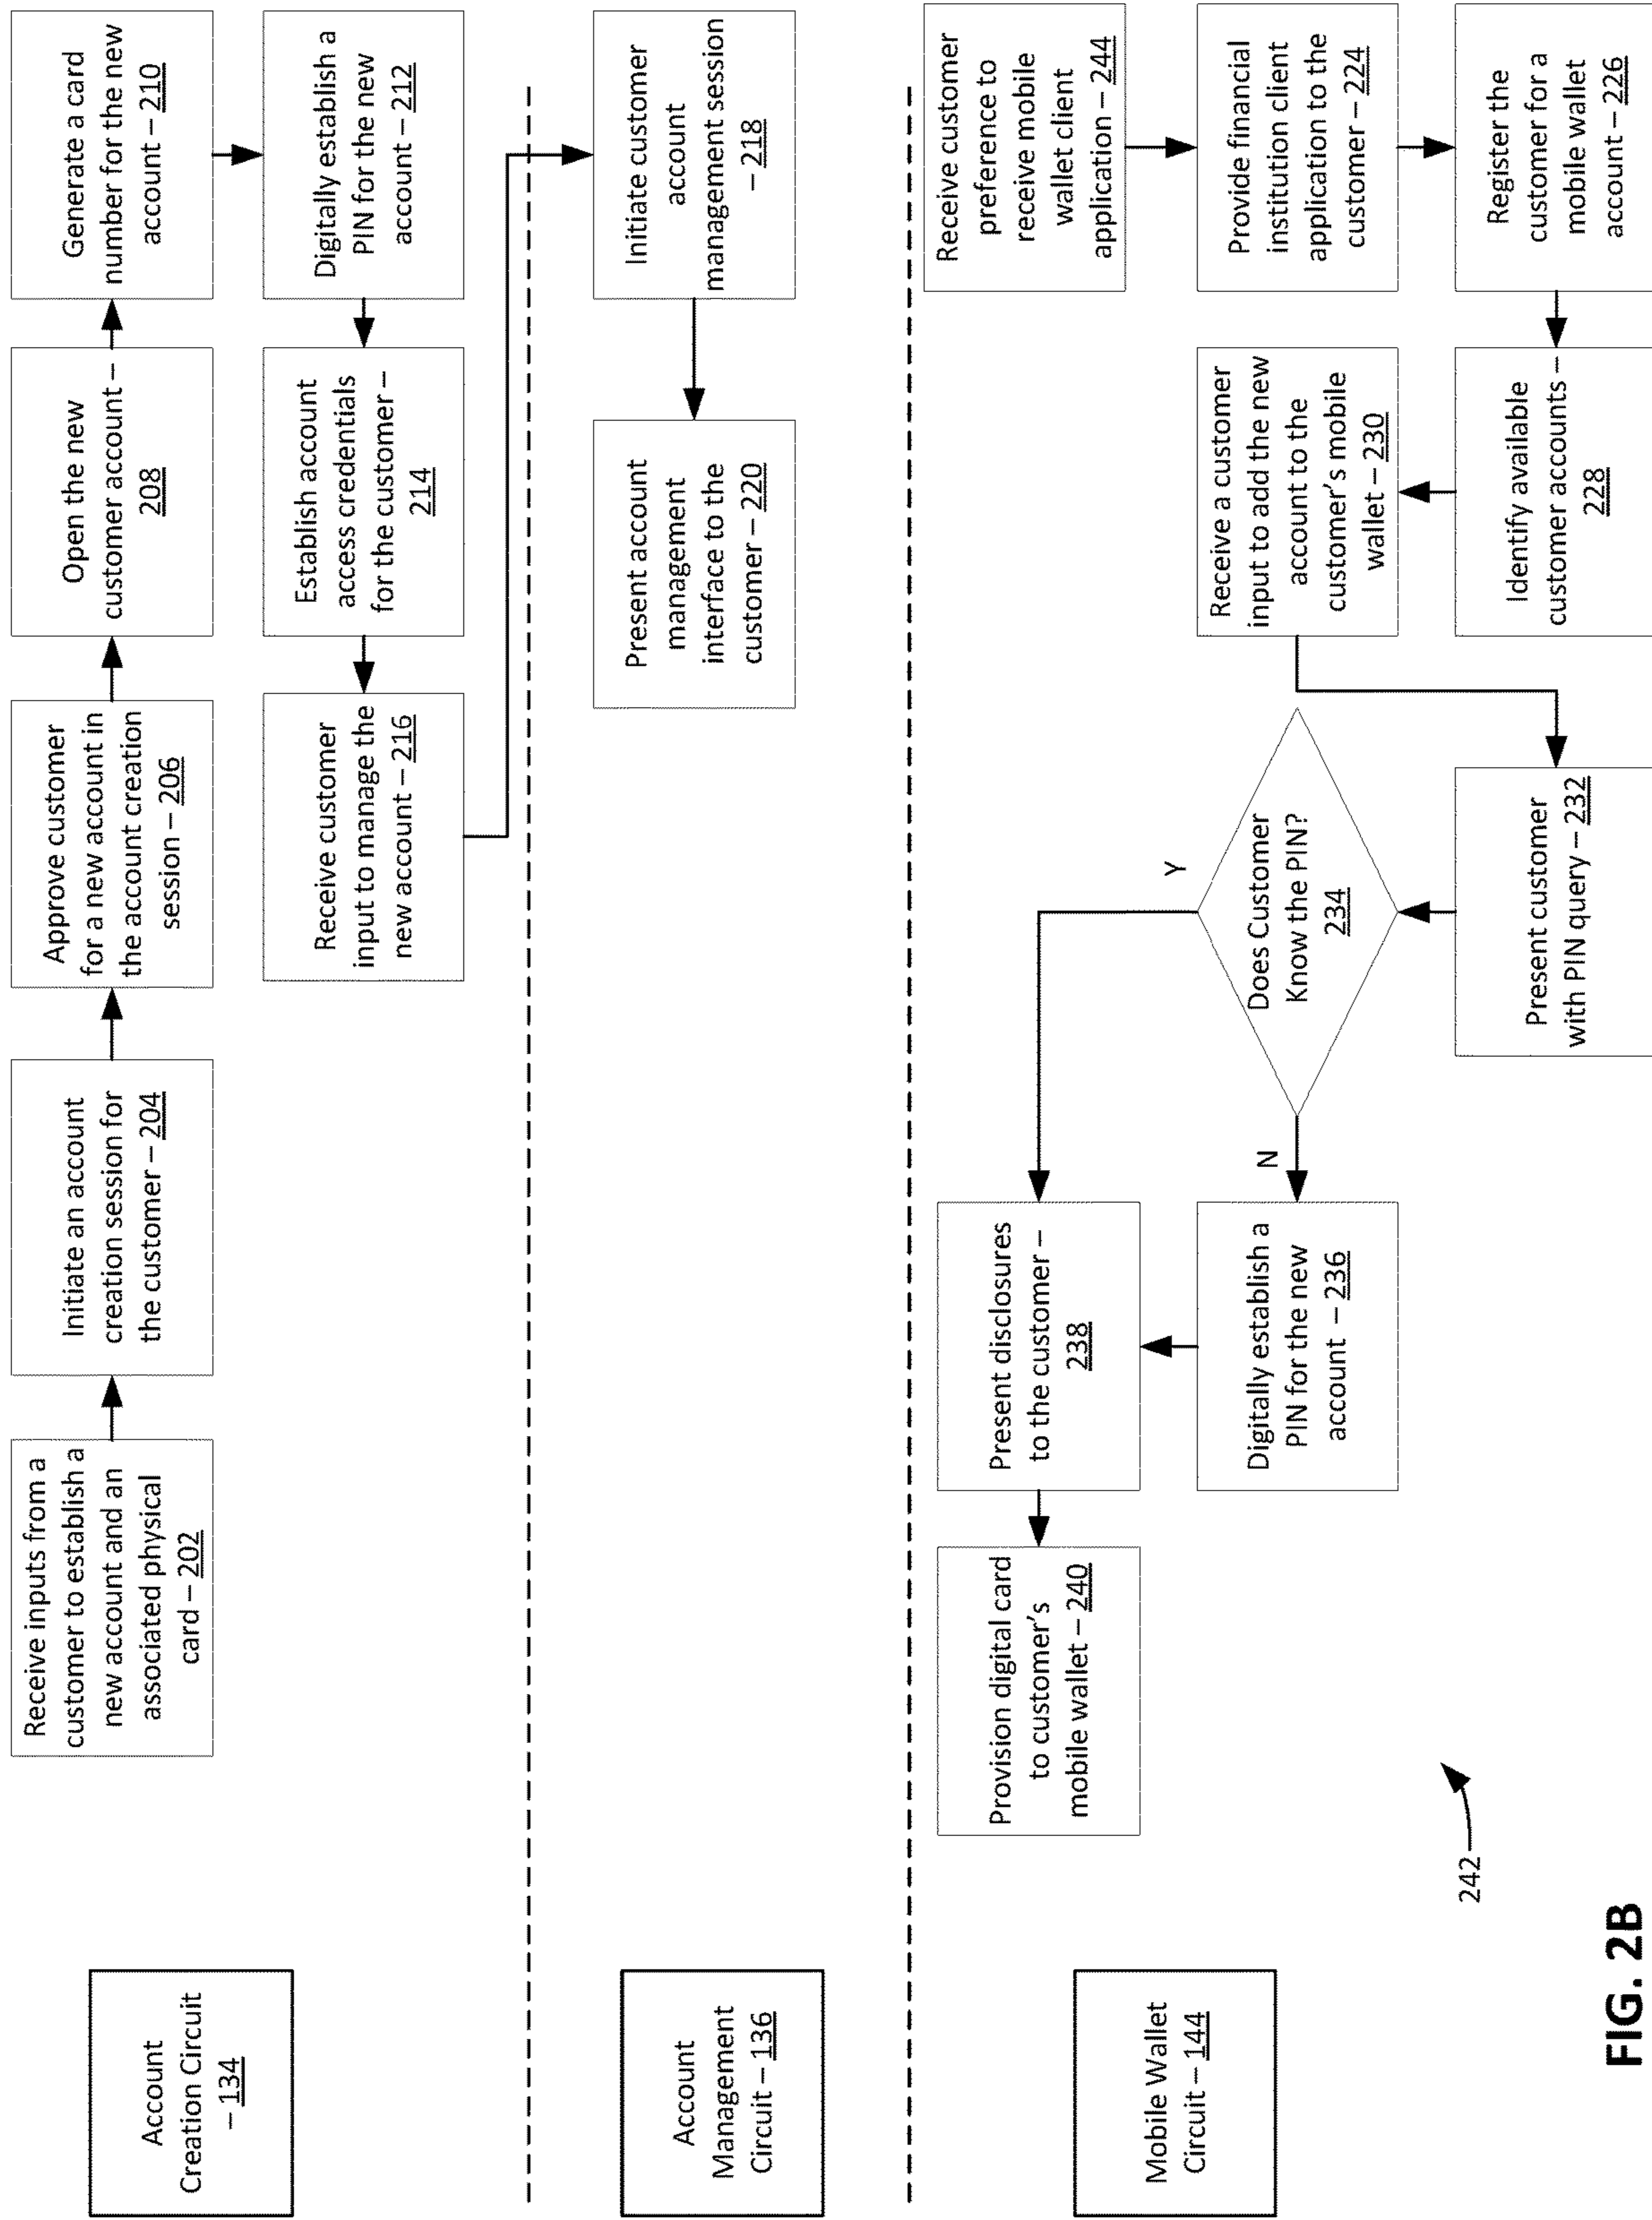 Account
Creation Circuit
– 134
Receive inputs from a
customer to establish a
new account and an
associated physical
card – 202
Initiate an account
creation session for
the customer – 204
Approve customer
for a new account in
the account creation
session – 206
Open the new
customer account –
208
Generate a card
number for the new
account – 210
Digitally establish a
PIN for the new
account – 212
Establish account
access credentials
for the customer –
214
Receive customer
input to manage the
new account – 216
Account
Management
Circuit – 136
Initiate customer
account
management session
– 218
Present account
management
interface to the
customer – 220
Mobile Wallet
Circuit – 144
Receive customer
preference to
receive mobile
wallet client
application – 244
Provide financial
institution client
application to the
customer – 224
Register the
customer for a
mobile wallet
account – 226
Identify available
customer accounts –
228
Receive a customer
input to add the new
account to the
customer's mobile
wallet – 230
Present customer
with PIN query – 232
Does Customer
Know the PIN?
234
Y
N
Digitally establish a
PIN for the new
account – 236
Present disclosures
to the customer –
238
Provision digital card
to customer's
mobile wallet – 240
242
FIG. 2B